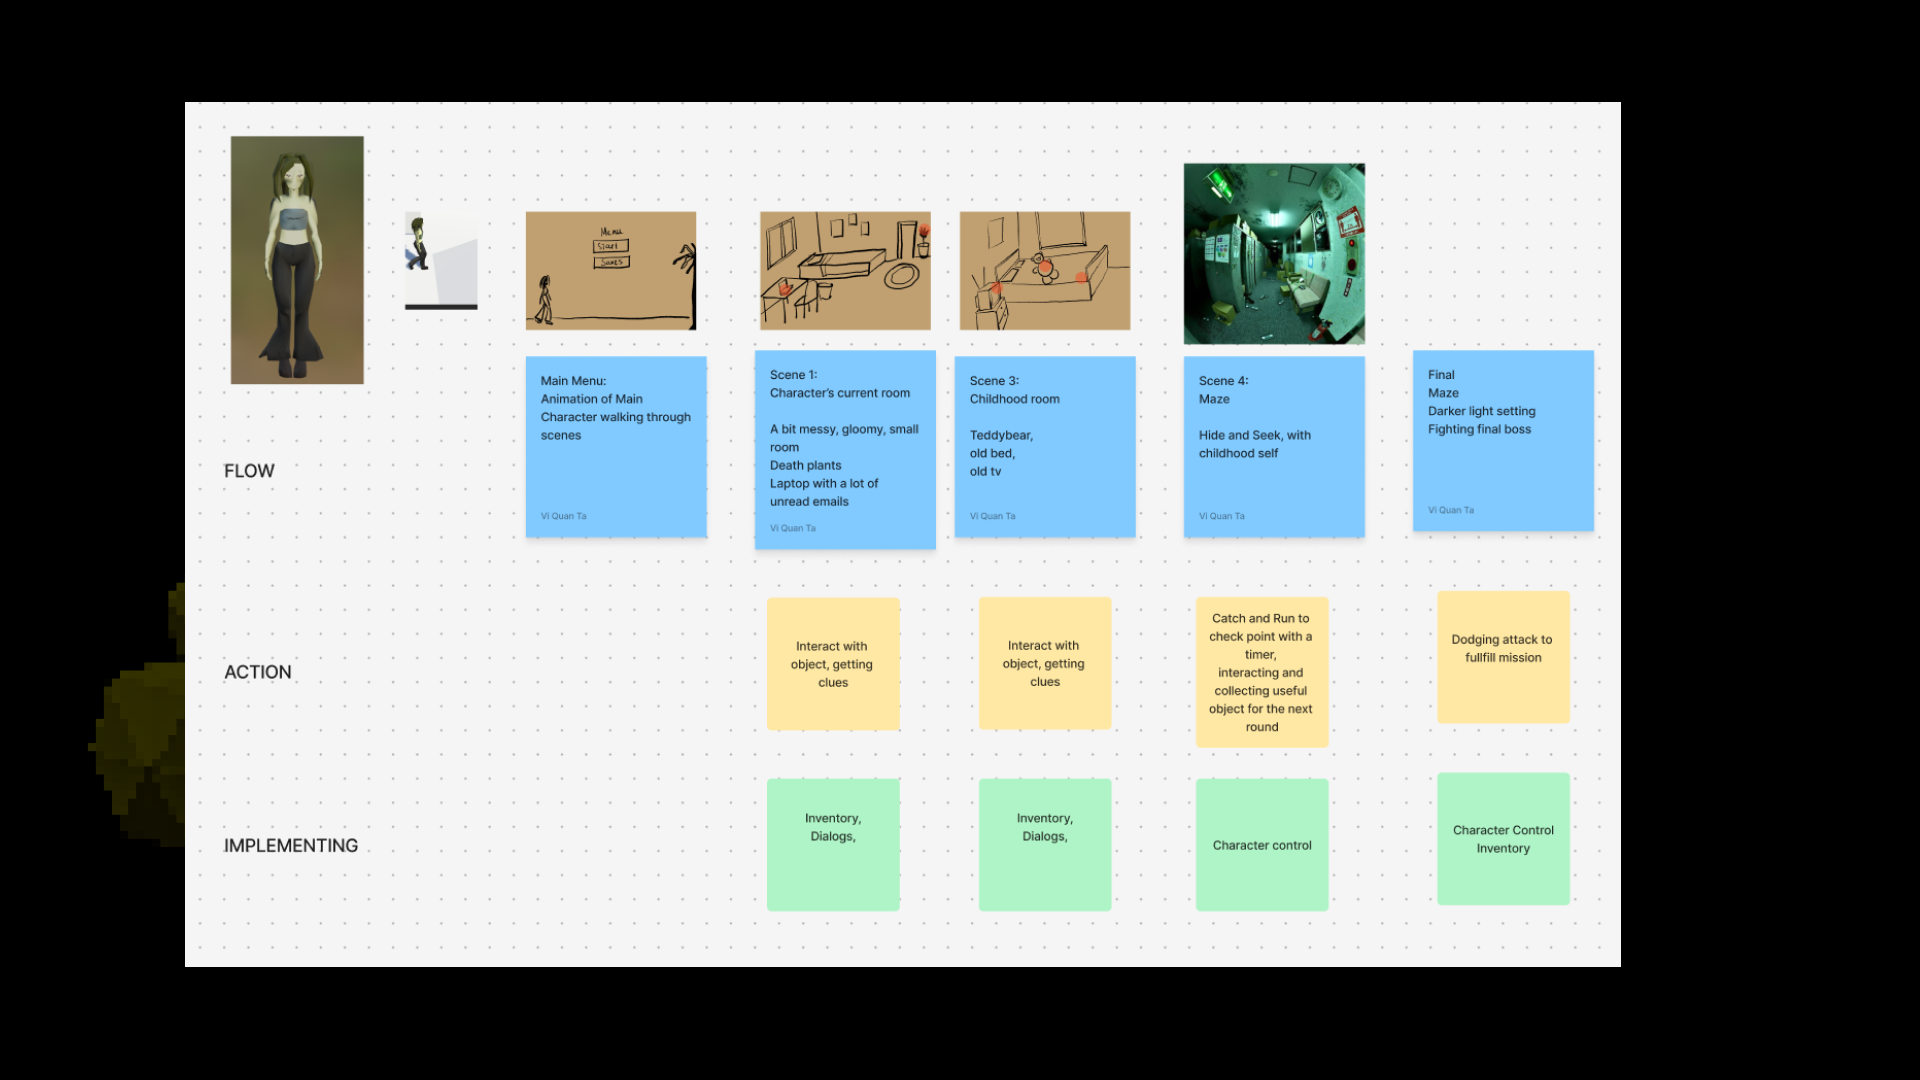 Menu
Start
Saves
Main Menu:
Animation of Main
Character walking through
scenes
Vi Quan Ta
Scene 1:
Character's current room
A bit messy, gloomy, small
room
Death plants
Laptop with a lot of
unread emails
Vi Quan Ta
Scene 3:
Childhood room
Teddybear,
old bed,
old tv
Vi Quan Ta
Scene 4:
Maze
Hide and Seek, with
childhood self
Vi Quan Ta
Final
Maze
Darker light setting
Fighting final boss
Vi Quan Ta
FLOW
ACTION
Interact with
object, getting
clues
Interact with
object, getting
clues
Catch and Run to
check point with a
timer,
interacting and
collecting useful
object for the next
round
Dodging attack to
fullfill mission
IMPLEMENTING
Inventory,
Dialogs,
Inventory,
Dialogs,
Character control
Character Control
Inventory